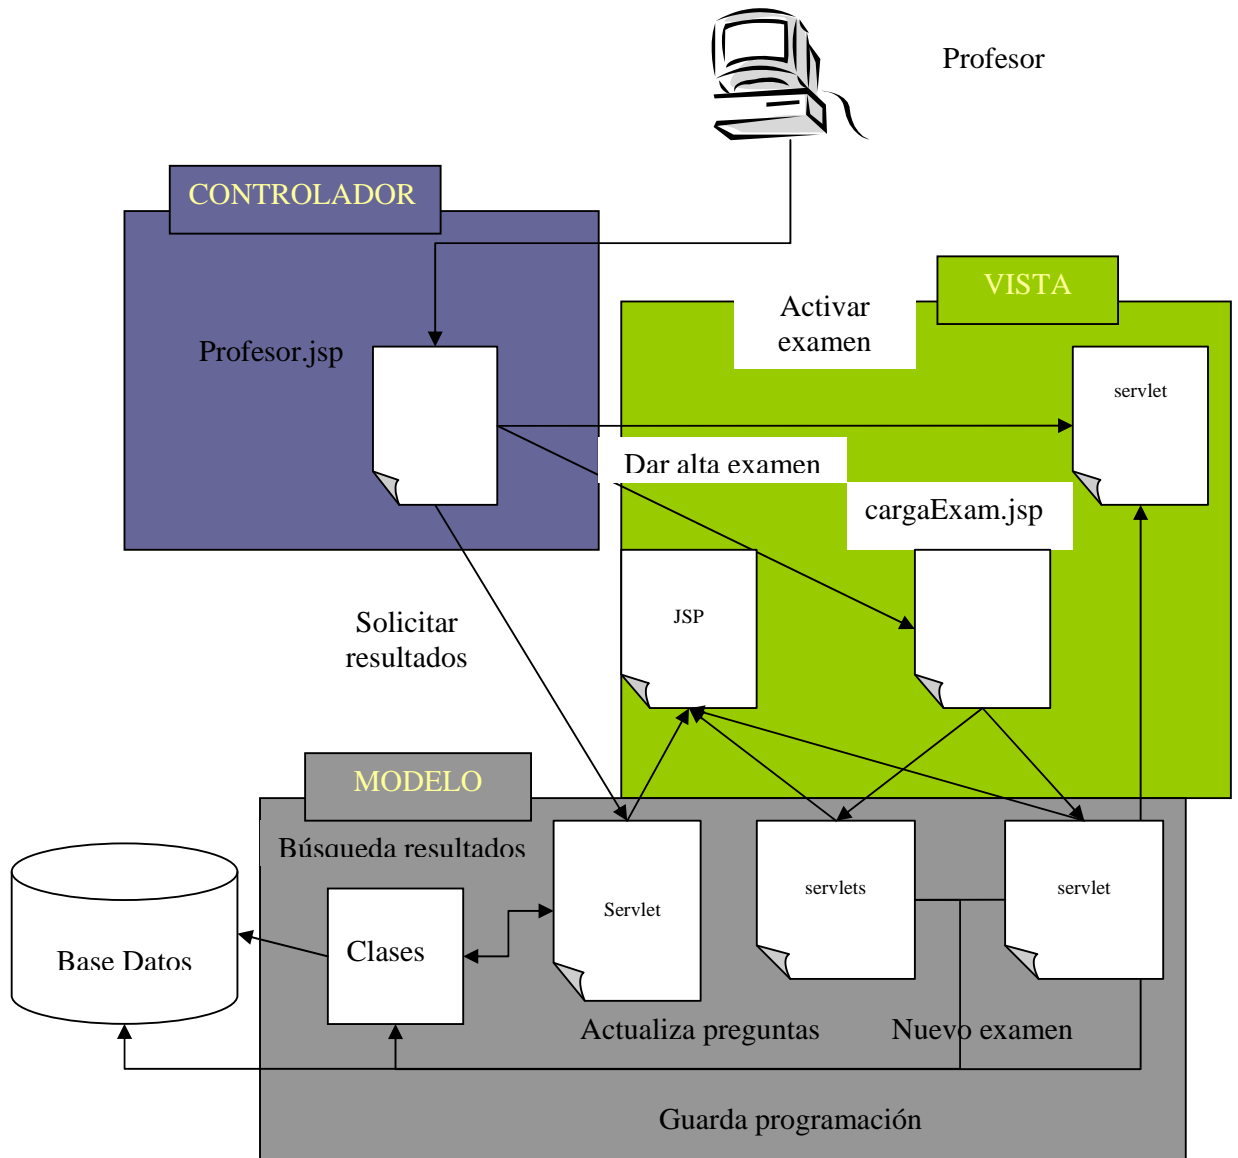 Profesor
CONTROLADOR
VISTA
Activar
examen
Profesor.jsp
servlet
Dar alta examen
cargaExam.jsp
JSP
Solicitar
resultados
MODELO
Búsqueda resultados
servlets
servlet
Servlet
Clases
Base Datos
Actualiza preguntas
Nuevo examen
Guarda programación